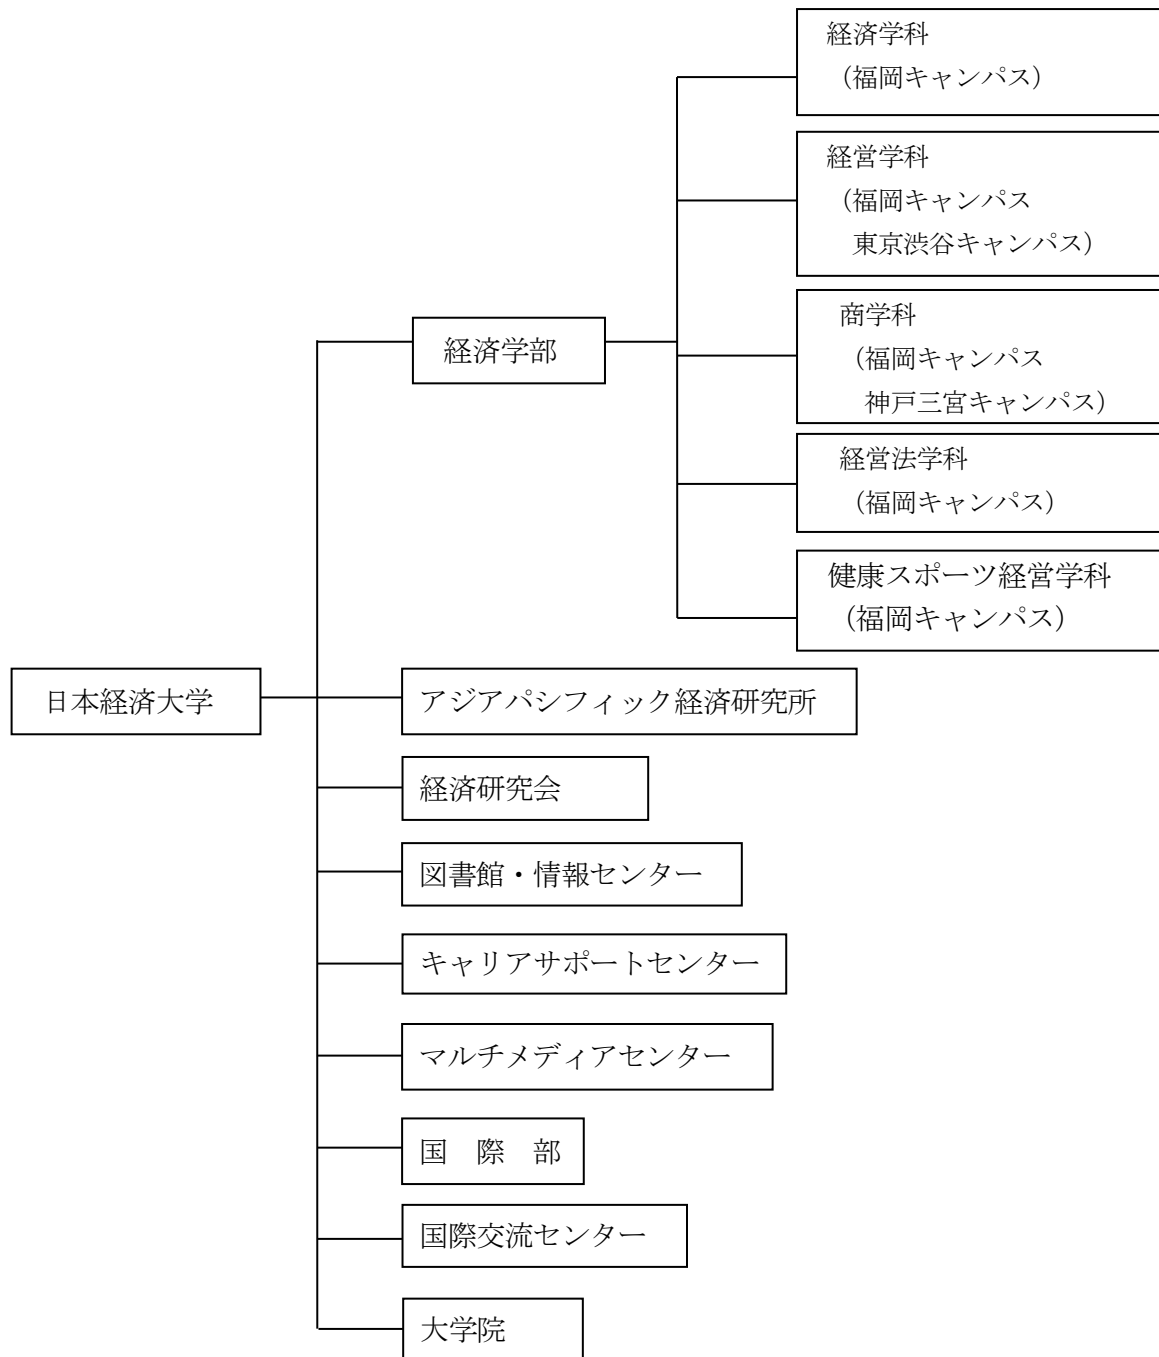 経済学科
（福岡キャンパス）
経営学科
（福岡キャンパス
東京渋谷キャンパス）
商学科
（福岡キャンパス
神戸三宮キャンパス）
経済学部
経営法学科
（福岡キャンパス）
健康スポーツ経営学科
（福岡キャンパス）
日本経済大学
アジアパシフィック経済研究所
経済研究会
図書館・情報センター
キャリアサポートセンター
マルチメディアセンター
国　際　部
国際交流センター
大学院